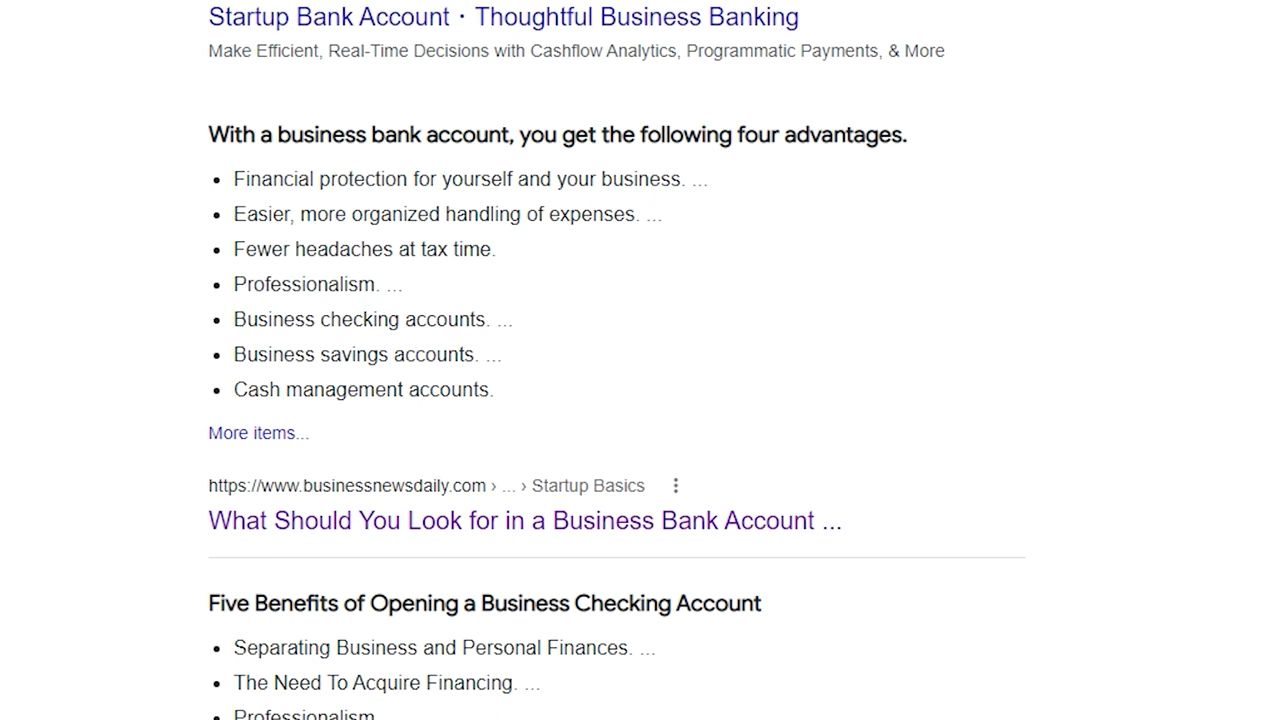 Startup Bank Account · Thoughtful Business Banking
Make Efficient, Real-Time Decisions with Cashflow Analytics, Programmatic Payments, & More
With a business bank account, you get the following four advantages.
• Financial protection for yourself and your business. ...
• Easier, more organized handling of expenses. ...
• Fewer headaches at tax time.
• Professionalism. ...
• Business checking accounts. ...
• Business savings accounts. ...
• Cash management accounts.
More items...
https://www.businessnewsdaily.com › ... › Startup Basics
What Should You Look for in a Business Bank Account ...
Five Benefits of Opening a Business Checking Account
• Separating Business and Personal Finances. ...
• The Need To Acquire Financing. ...
• Professionalism